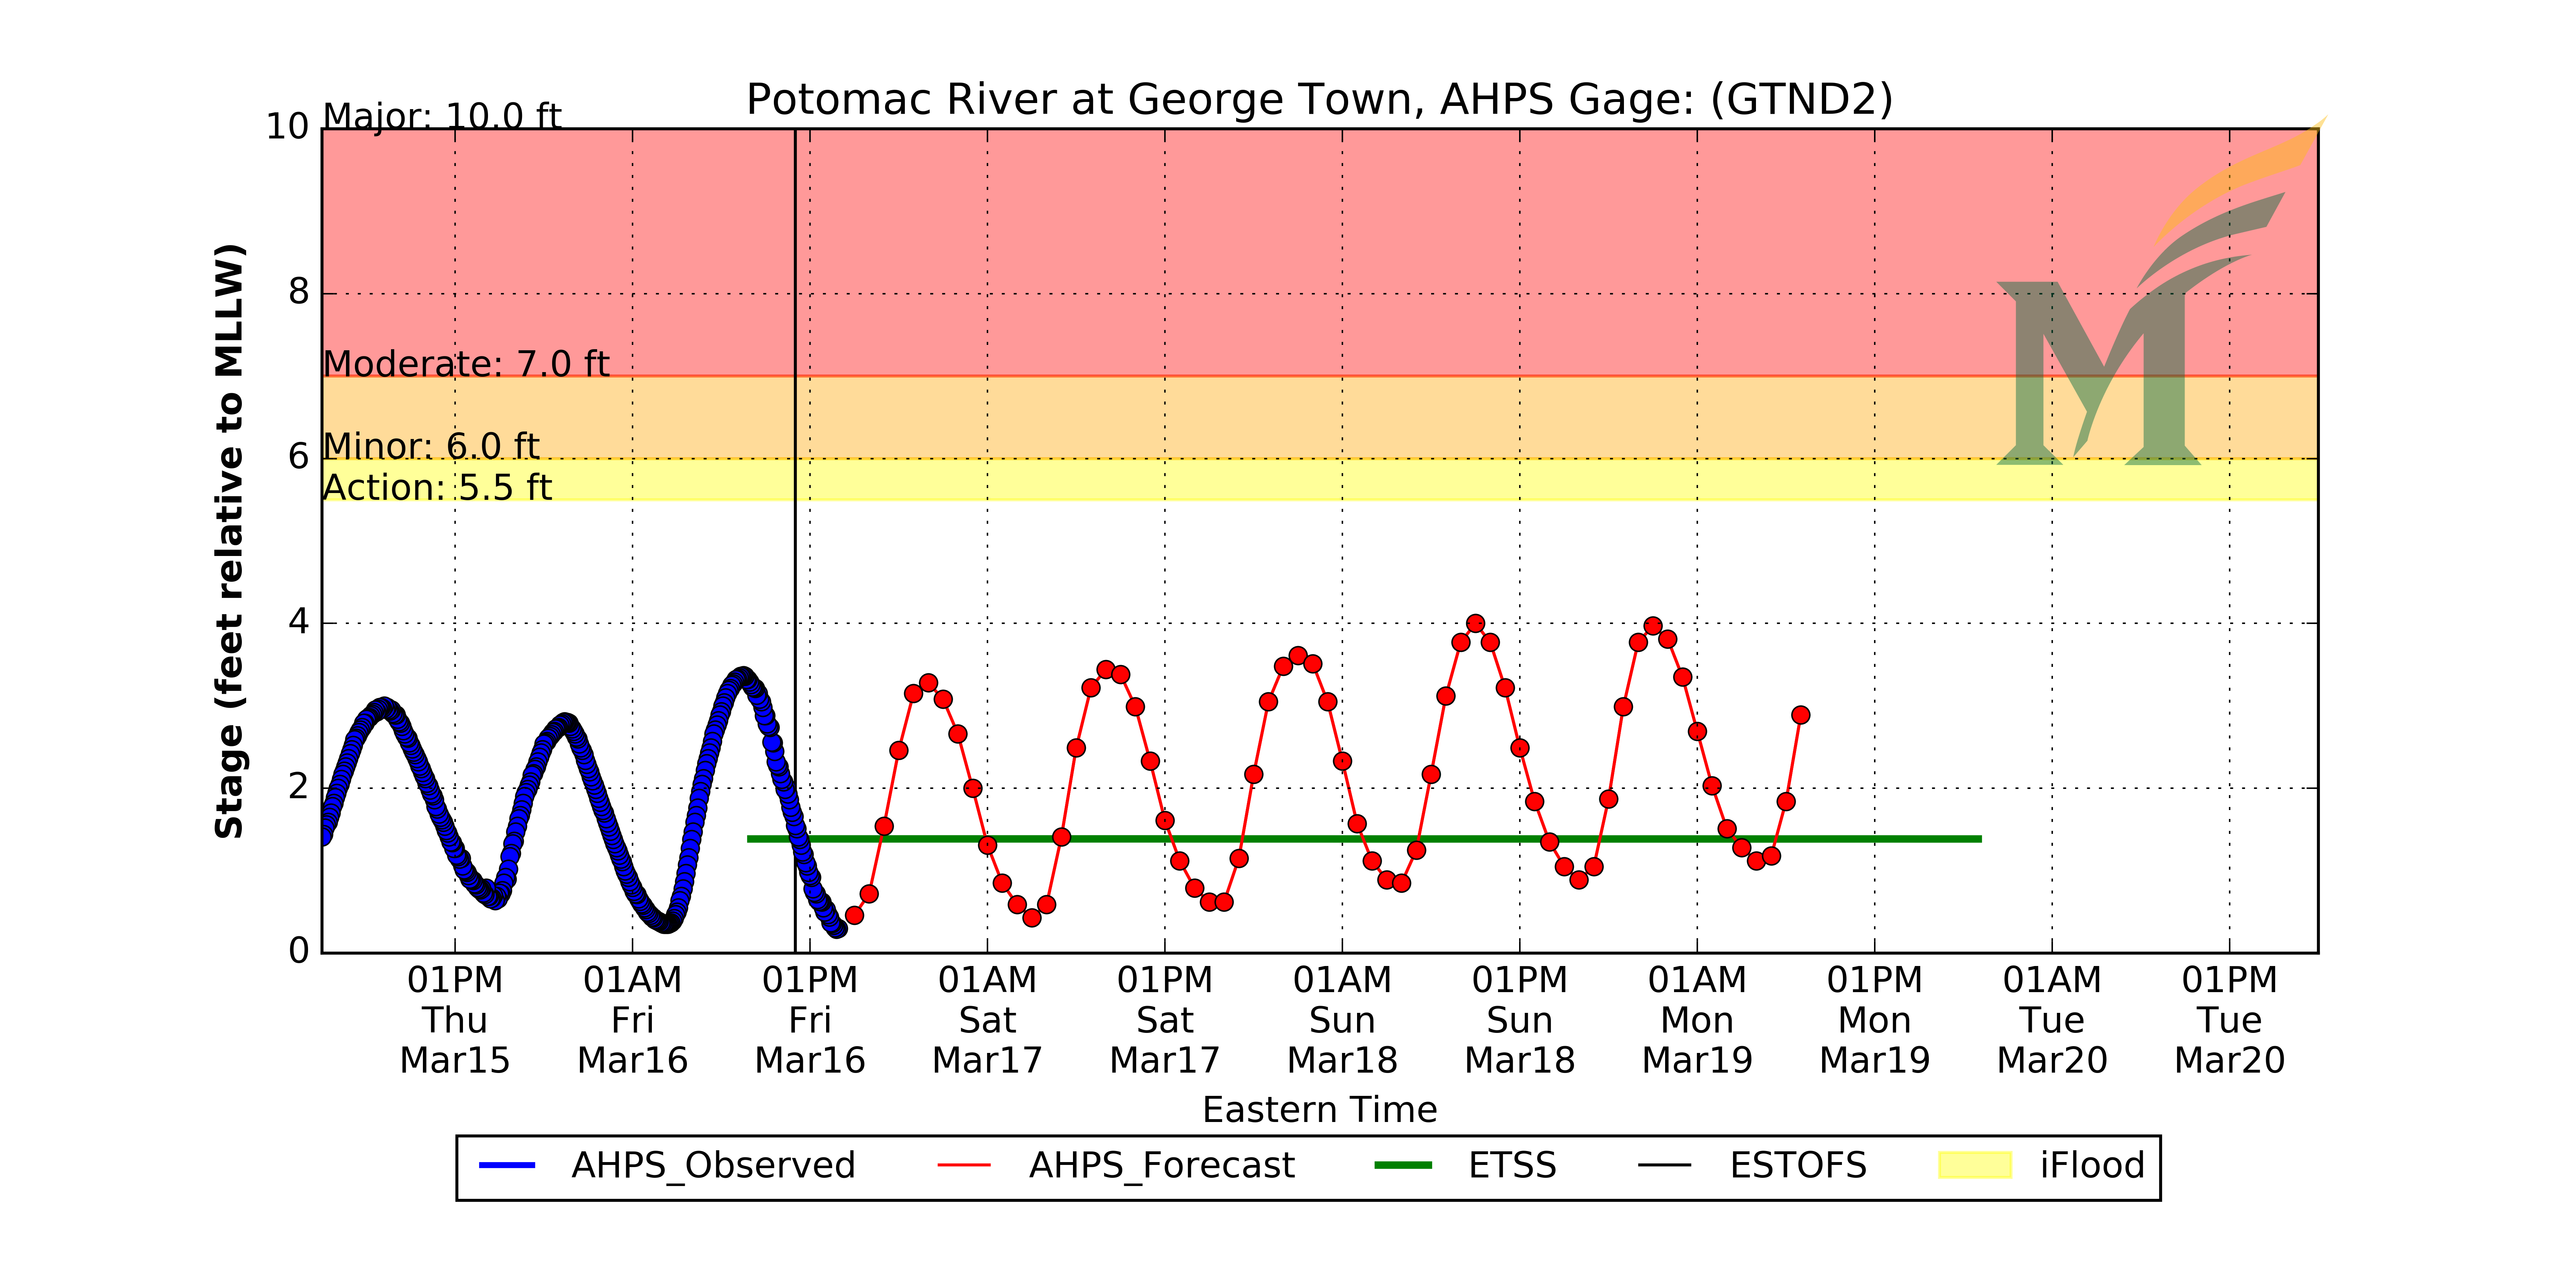 Potomac River at George Town, AHPS Gage: (GTND2)
Major: 10.0 ft
Moderate: 7.0 ft
Minor: 6.0 ft
Action: 5.5 ft
Stage (feet relative to MLLW)
10
8
6
4
2
0
01PM Thu Mar15
01AM Fri Mar16
01PM Fri Mar16
01AM Sat Mar17
01PM Sat Mar17
01AM Sun Mar18
01PM Sun Mar18
01AM Mon Mar19
01PM Mon Mar19
01AM Tue Mar20
01PM Tue Mar20
Eastern Time
AHPS_Observed
AHPS_Forecast
ETSS
ESTOFS
iFlood
M